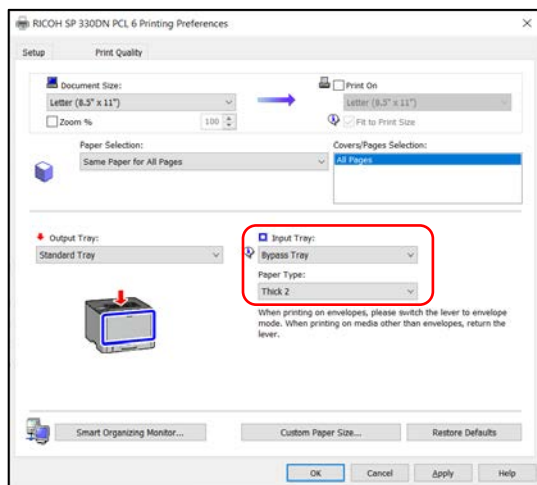 RICOH SP 330DN PCL 6 Printing Preferences
Setup
Print Quality
Document Size:
Print On
Letter (8.5" x 11")
Letter (8.5" x 11")
Zoom %
100
Fit to Print Size
Paper Selection:
Covers/Pages Selection:
Same Paper for All Pages
All Pages
Output Tray:
Input Tray:
Standard Tray
Bypass Tray
Paper Type:
Thick 2
When printing on envelopes, please switch the lever to envelope
mode. When printing on media other than envelopes, return the
lever.
Smart Organizing Monitor...
Custom Paper Size...
Restore Defaults
OK
Cancel
Apply
Help